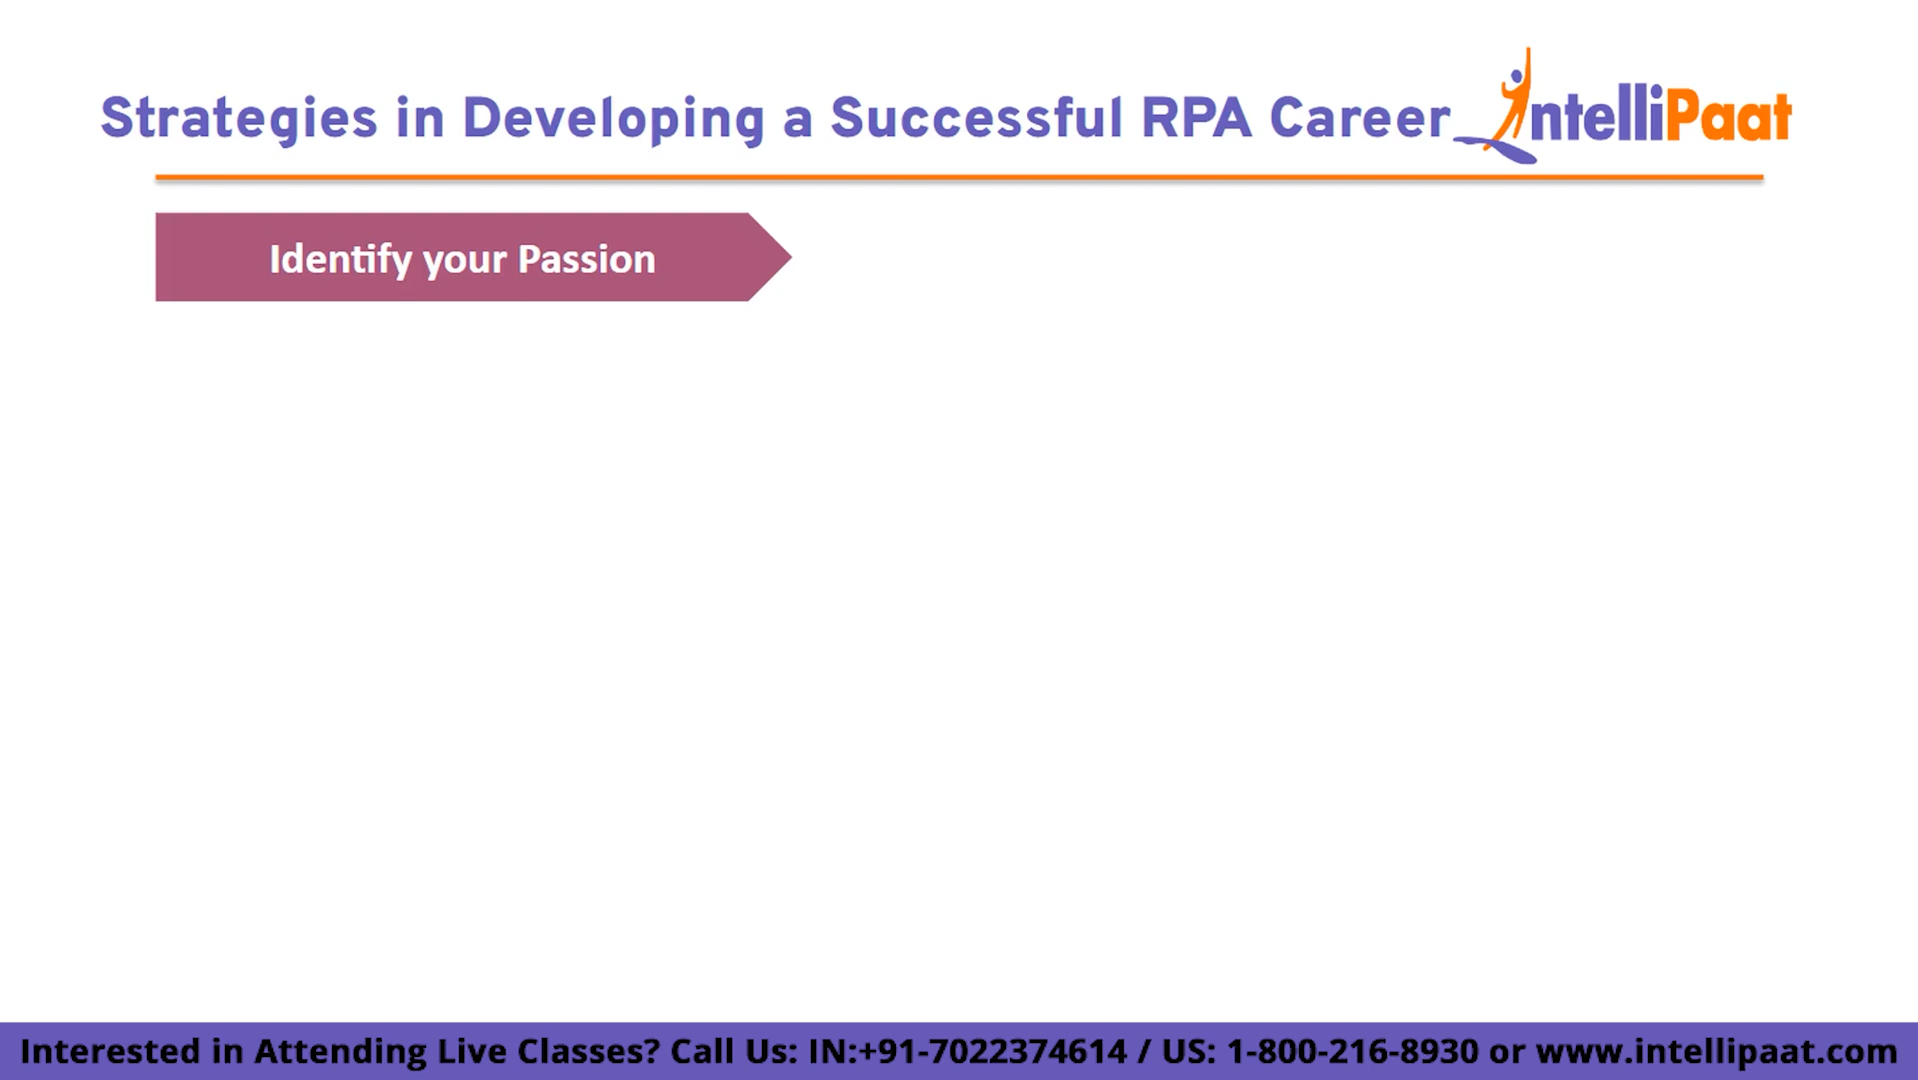 Strategies in Developing a Successful RPA Career
IntelliPaat
Identify your Passion
Interested in Attending Live Classes? Call Us: IN:+91-7022374614 / US: 1-800-216-8930 or www.intellipaat.com